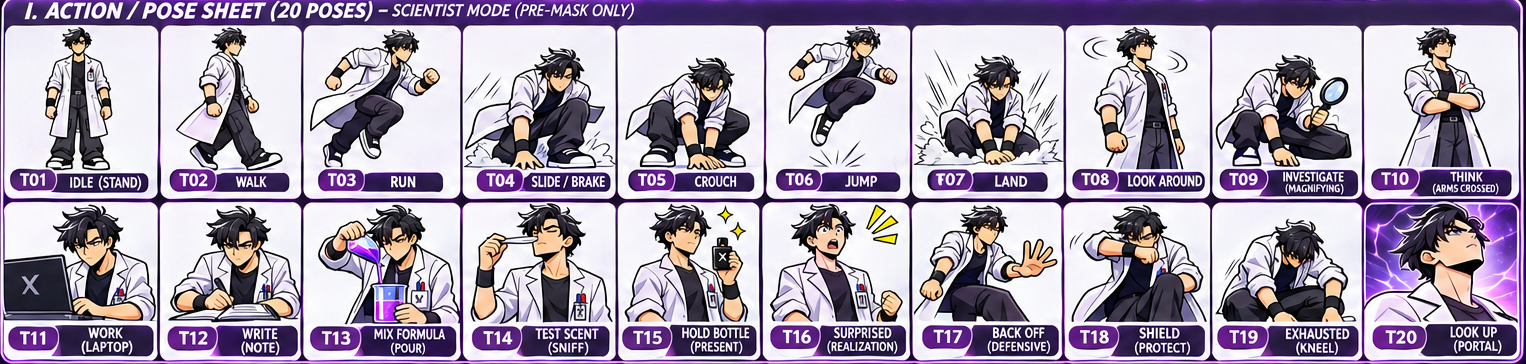 I. ACTION / POSE SHEET (20 POSES) – SCIENTIST MODE (PRE-MASK ONLY)
T01 IDLE (STAND)
T02 WALK
T03 RUN
T04 SLIDE / BRAKE
T05 CROUCH
T06 JUMP
T07 LAND
T08 LOOK AROUND
T09 INVESTIGATE
(MAGNIFYING)
T10 THINK
(ARMS CROSSED)
X
T11 WORK
(LAPTOP)
T12 WRITE
(NOTE)
T13 MIX FORMULA
(POUR)
T14 TEST SCENT
(SNIFF)
X
T15 HOLD BOTTLE
(PRESENT)
T16 SURPRISED
(REALIZATION)
T17 BACK OFF
(DEFENSIVE)
T18 SHIELD
(PROTECT)
T19 EXHAUSTED
(KNEEL)
T20 LOOK UP
(PORTAL)